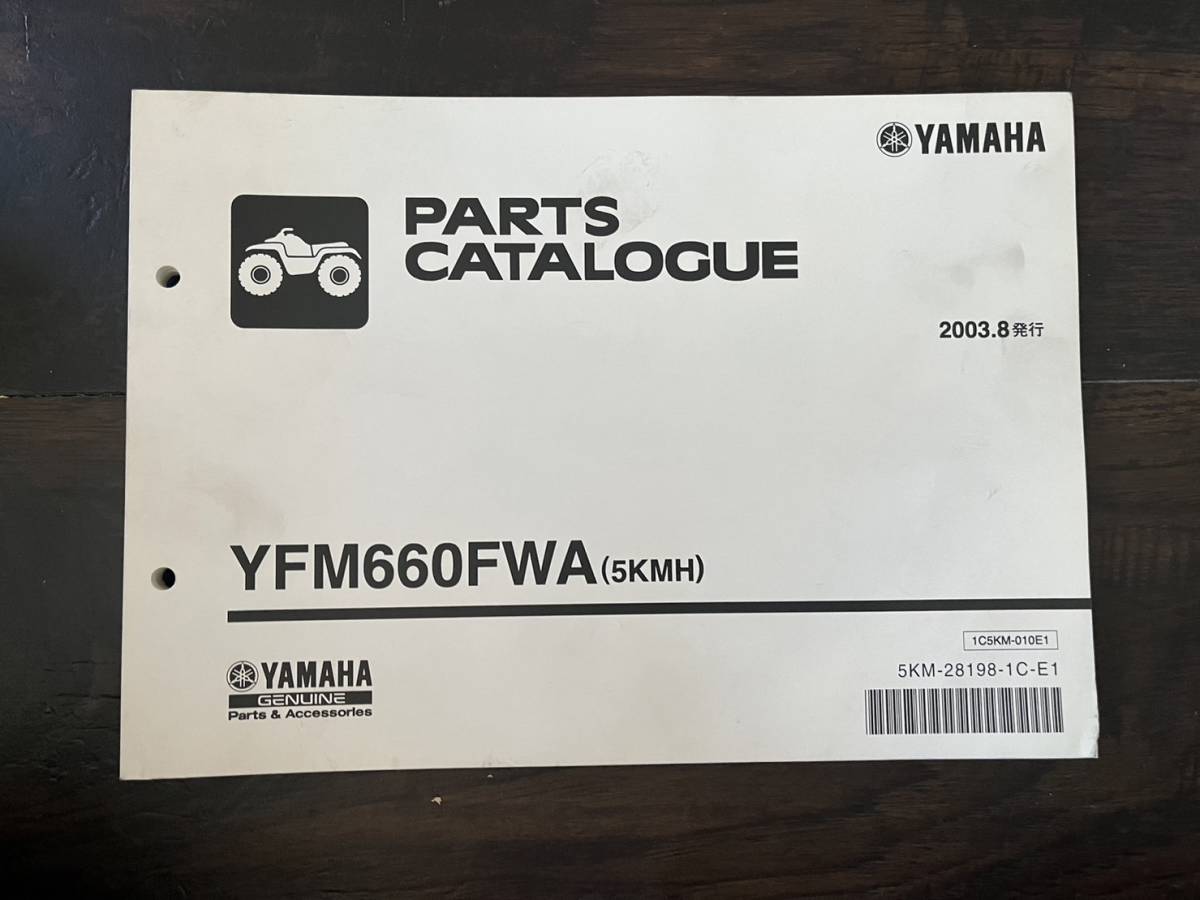 YAMAHA
PARTS
CATALOGUE
2003.8発行
YFM660FWA(5KMH)
1C5KM-010E1
5KM-28198-1C-E1
YAMAHA
GENUINE
Parts & Accessories